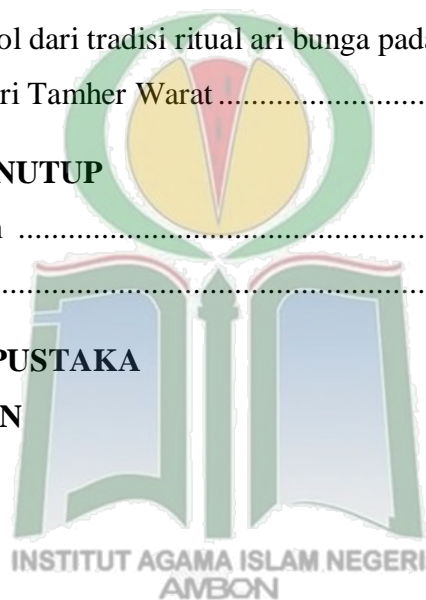 ol dari tradisi ritual ari bunga pada
ri Tamher Warat ........................
NUTUP
n ...............................................
...................................................
PUSTAKA
N
INSTITUT AGAMA ISLAM NEGERI
AMBON